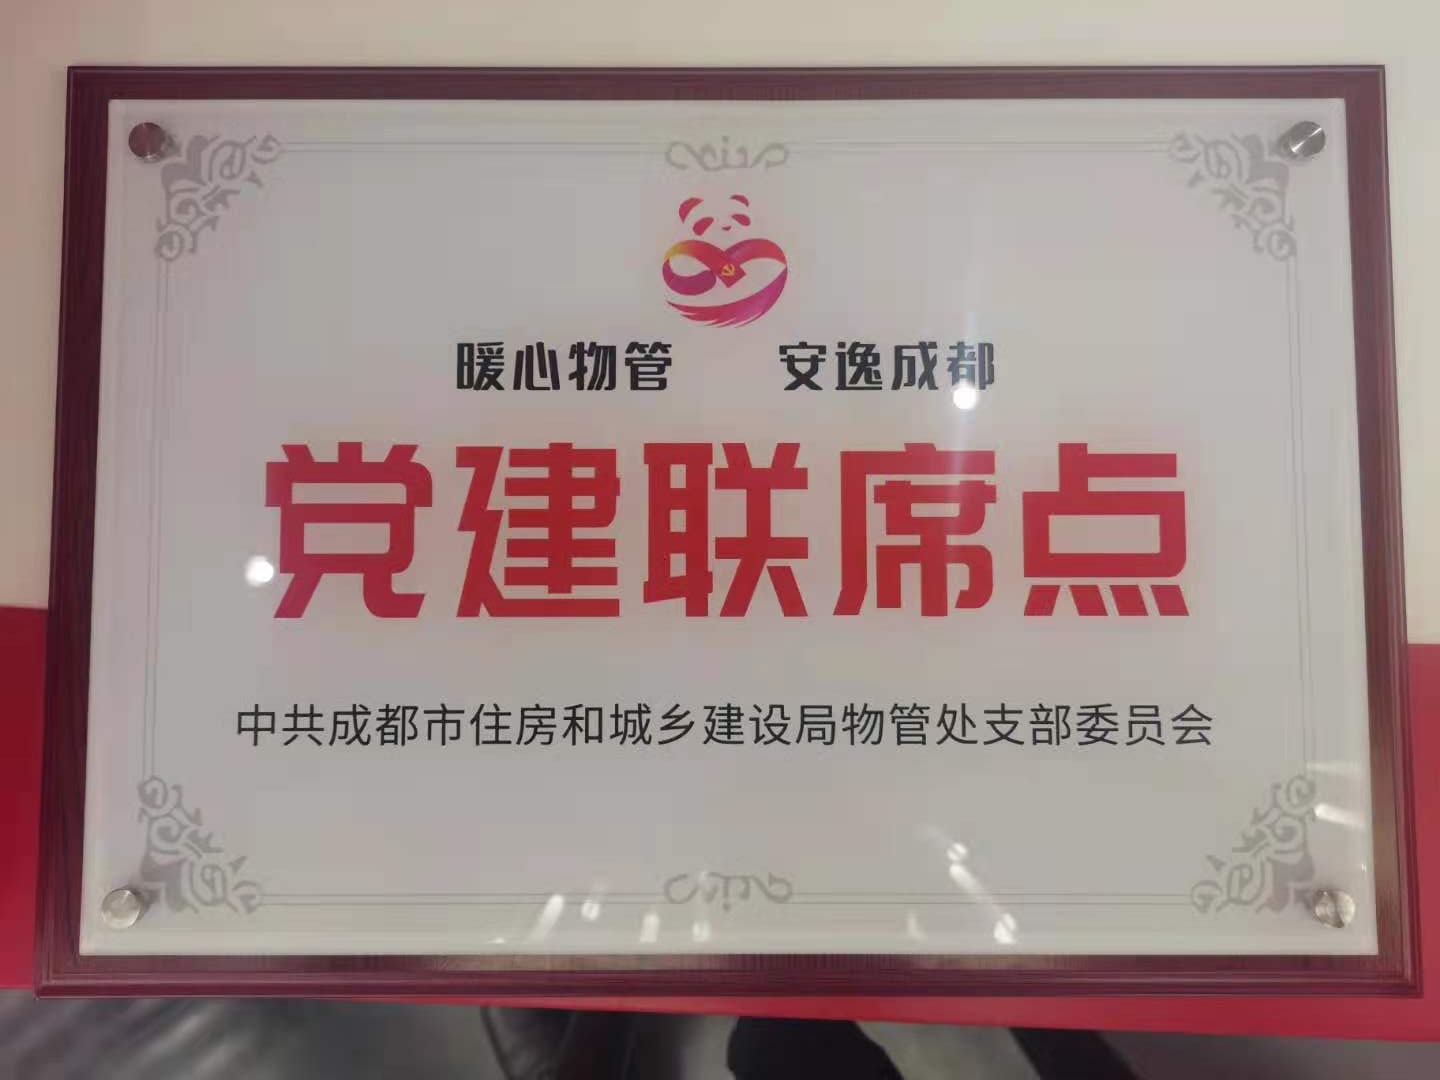 暖心物管 安逸成都
党建联席点
中共成都市住房和城乡建设局物管处支部委员会